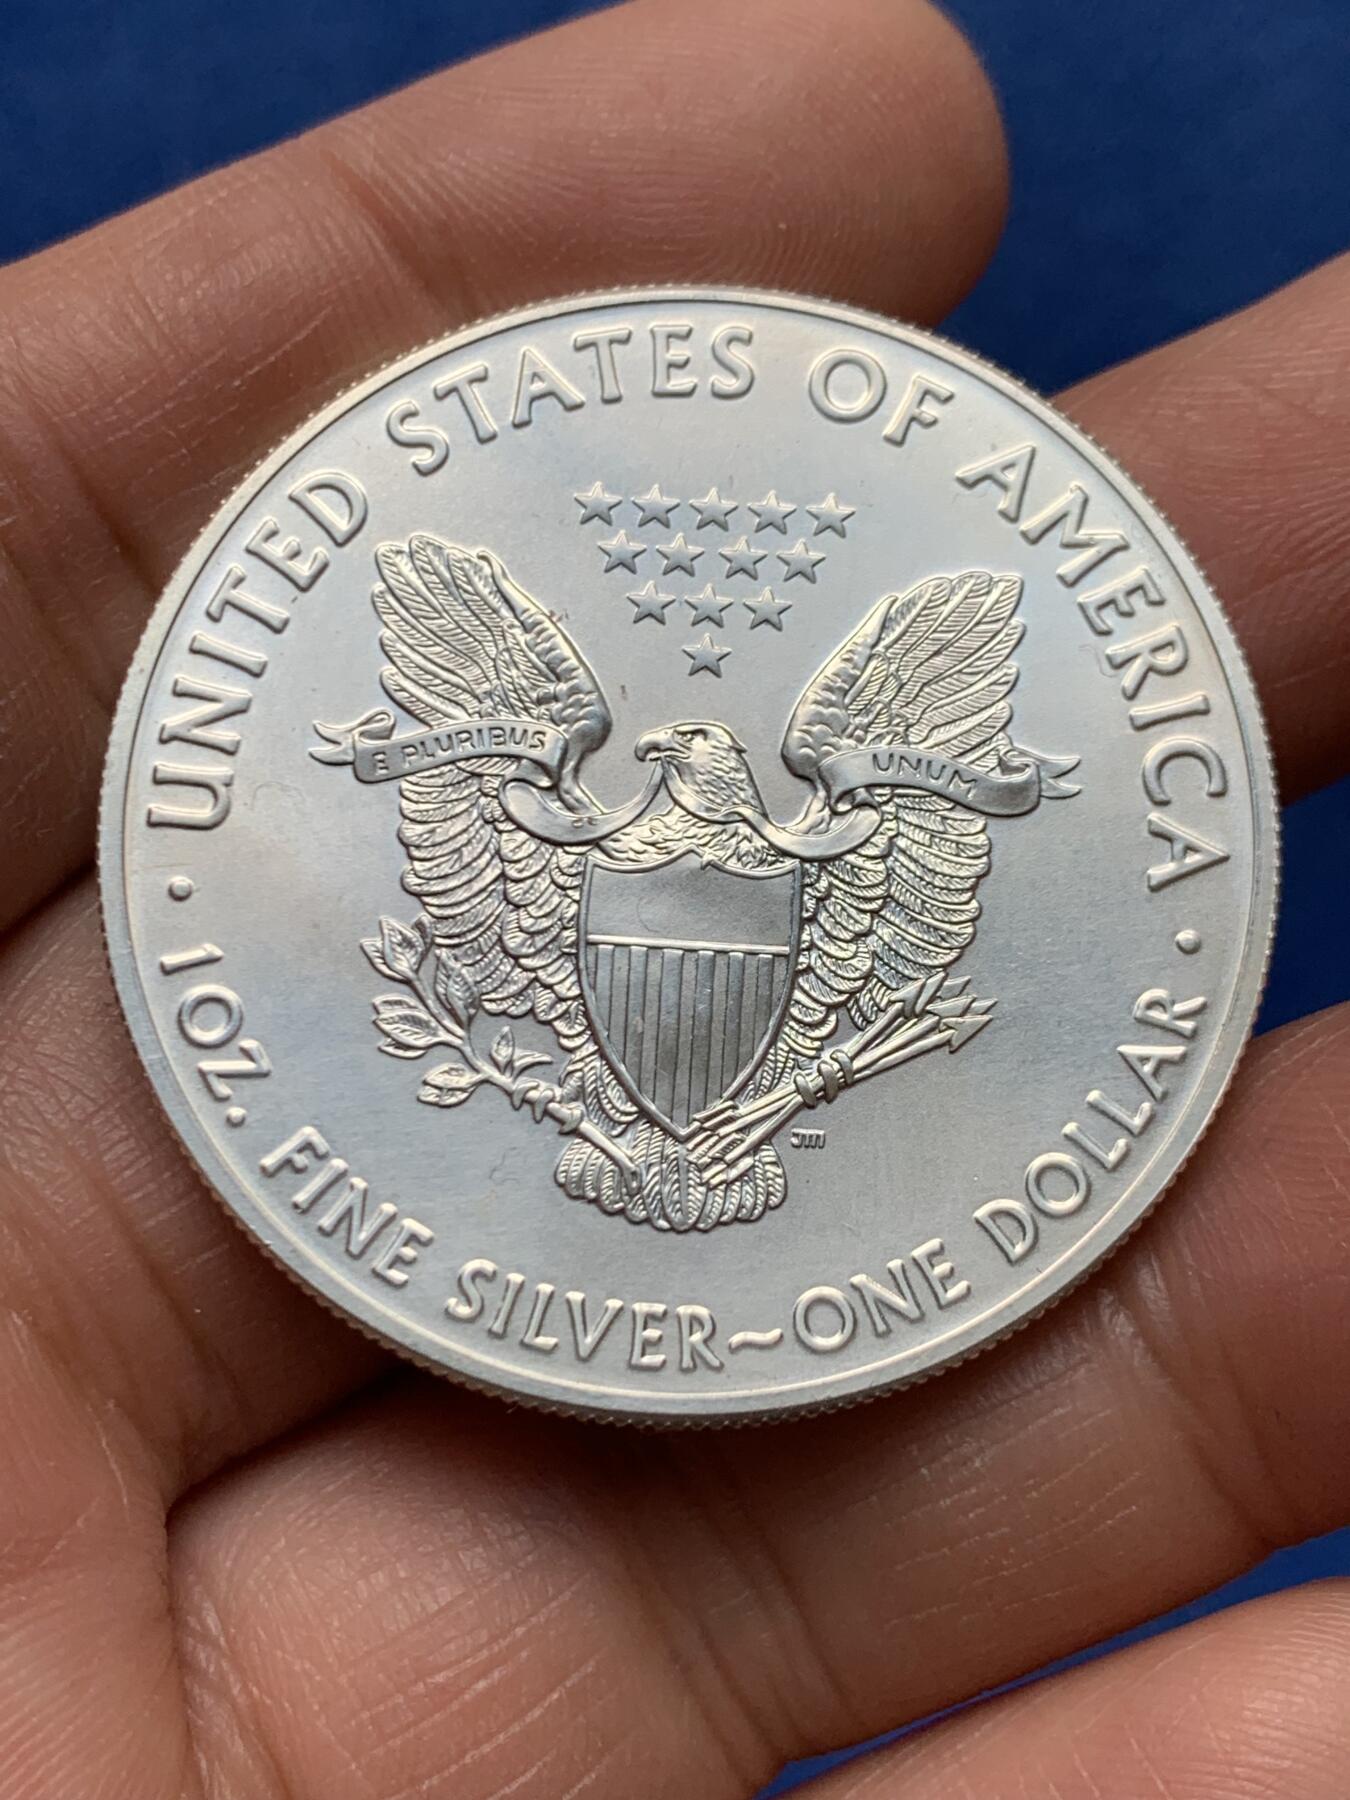 UNITED STATES OF AMERICA
E PLURIBUS UNUM
JM
· 1 OZ. FINE SILVER~ONE DOLLAR ·